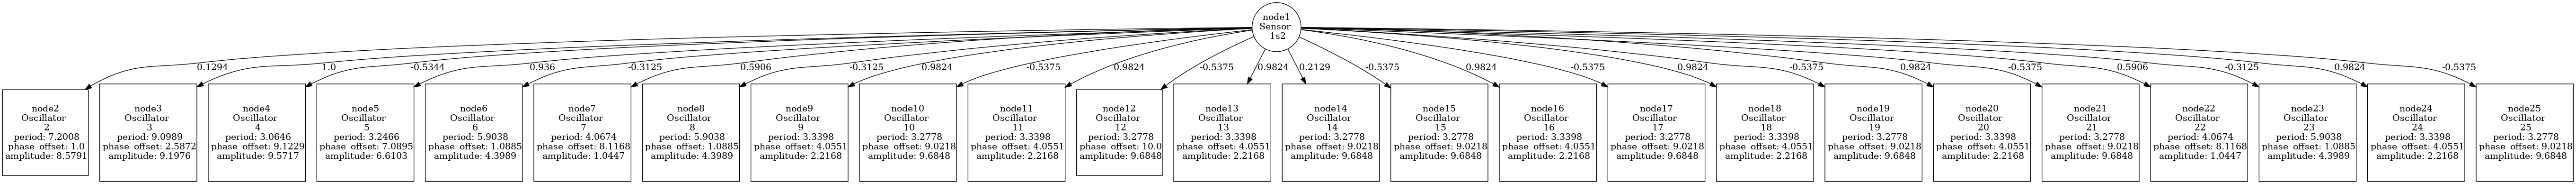 node1
Sensor
1s2
0.1294
1.0
-0.5344
0.936
-0.3125
0.5906
-0.3125
0.9824
-0.5375
0.9824
-0.5375
0.9824
0.2129
-0.5375
0.9824
-0.5375
0.9824
-0.5375
0.9824
-0.5375
0.5906
-0.3125
0.9824
-0.5375
node2
Oscillator
2
period: 7.2008
phase_offset: 1.0
amplitude: 8.5791
node3
Oscillator
3
period: 9.0989
phase_offset: 2.5872
amplitude: 9.1976
node4
Oscillator
4
period: 3.0646
phase_offset: 9.1229
amplitude: 9.5717
node5
Oscillator
5
period: 3.2466
phase_offset: 7.0895
amplitude: 6.6103
node6
Oscillator
6
period: 5.9038
phase_offset: 1.0885
amplitude: 4.3989
node7
Oscillator
7
period: 4.0674
phase_offset: 8.1168
amplitude: 1.0447
node8
Oscillator
8
period: 5.9038
phase_offset: 1.0885
amplitude: 4.3989
node9
Oscillator
9
period: 3.3398
phase_offset: 4.0551
amplitude: 2.2168
node10
Oscillator
10
period: 3.2778
phase_offset: 9.0218
amplitude: 9.6848
node11
Oscillator
11
period: 3.3398
phase_offset: 4.0551
amplitude: 2.2168
node12
Oscillator
12
period: 3.2778
phase_offset: 10.0
amplitude: 9.6848
node13
Oscillator
13
period: 3.3398
phase_offset: 4.0551
amplitude: 2.2168
node14
Oscillator
14
period: 3.2778
phase_offset: 9.0218
amplitude: 9.6848
node15
Oscillator
15
period: 3.2778
phase_offset: 9.0218
amplitude: 9.6848
node16
Oscillator
16
period: 3.3398
phase_offset: 4.0551
amplitude: 2.2168
node17
Oscillator
17
period: 3.2778
phase_offset: 9.0218
amplitude: 9.6848
node18
Oscillator
18
period: 3.3398
phase_offset: 4.0551
amplitude: 2.2168
node19
Oscillator
19
period: 3.2778
phase_offset: 9.0218
amplitude: 9.6848
node20
Oscillator
20
period: 3.3398
phase_offset: 4.0551
amplitude: 2.2168
node21
Oscillator
21
period: 3.2778
phase_offset: 9.0218
amplitude: 9.6848
node22
Oscillator
22
period: 4.0674
phase_offset: 8.1168
amplitude: 1.0447
node23
Oscillator
23
period: 5.9038
phase_offset: 1.0885
amplitude: 4.3989
node24
Oscillator
24
period: 3.3398
phase_offset: 4.0551
amplitude: 2.2168
node25
Oscillator
25
period: 3.2778
phase_offset: 9.0218
amplitude: 9.6848